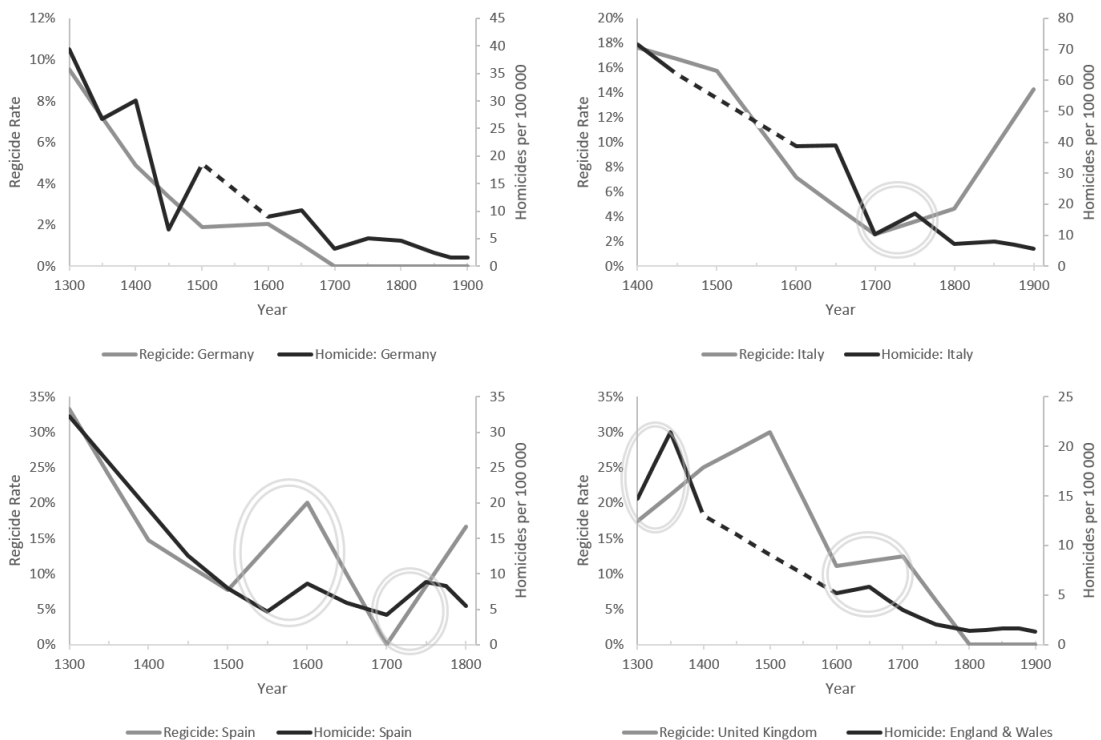 12% 45
10% 40
8% 35
6% 30
4% 25
2% 20
0% 15
10
5
0
Regicide Rate
Homicides per 100 000
1300 1400 1500 1600 1700 1800 1900
Year
Regicide: Germany Homicide: Germany
20% 80
18% 70
16% 60
14% 50
12% 40
10% 30
8% 20
6% 10
4% 0
2%
0%
Regicide Rate
Homicides per 100 000
1400 1500 1600 1700 1800 1900
Year
Regicide: Italy Homicide: Italy
35% 35
30% 30
25% 25
20% 20
15% 15
10% 10
5% 5
0% 0
Regicide Rate
Homicides per 100 000
1300 1400 1500 1600 1700 1800
Year
Regicide: Spain Homicide: Spain
35% 25
30% 20
25% 15
20% 10
15% 5
10% 0
5%
0%
Regicide Rate
Homicides per 100 000
1300 1400 1500 1600 1700 1800 1900
Year
Regicide: United Kingdom Homicide: England & Wales